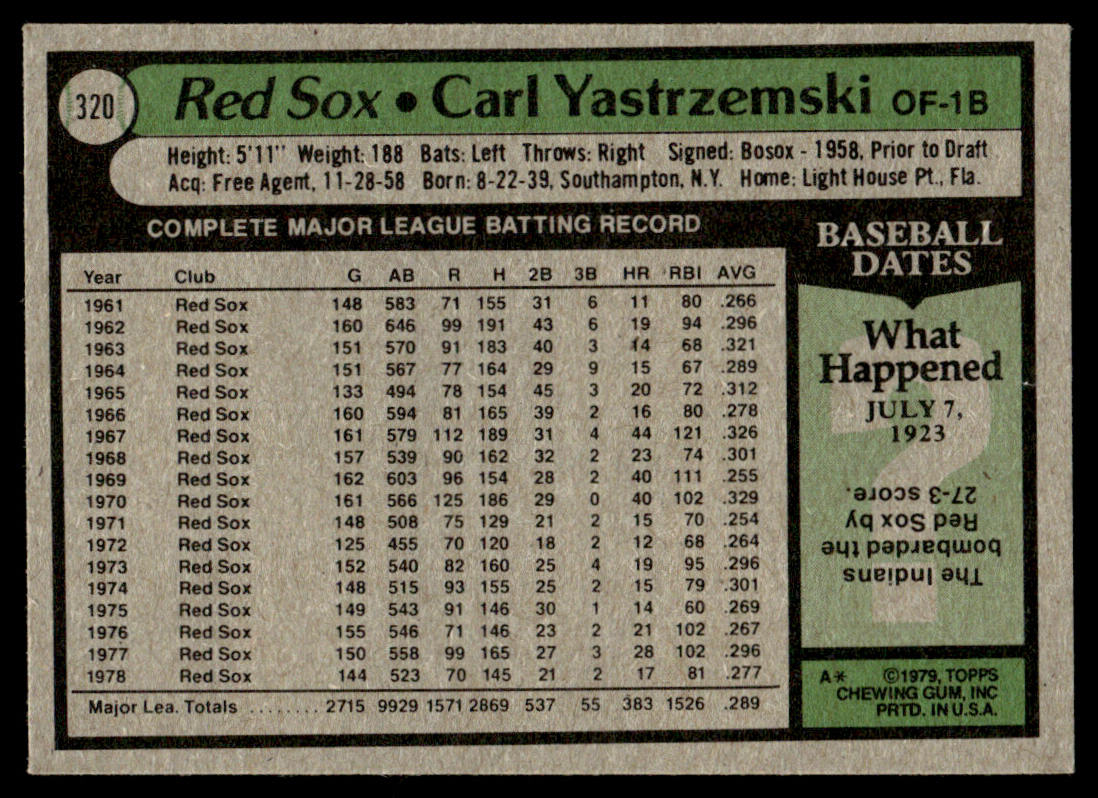 320
Red Sox • Carl Yastrzemski OF-1B
Height: 5'11" Weight: 188 Bats: Left Throws: Right Signed: Bosox - 1958, Prior to Draft
Acq: Free Agent, 11-28-58 Born: 8-22-39, Southampton, N.Y. Home: Light House Pt., Fla.
COMPLETE MAJOR LEAGUE BATTING RECORD
Year Club G AB R H 2B 3B HR RBI AVG
1961 Red Sox 148 583 71 155 31 6 11 80 .266
1962 Red Sox 160 646 99 191 43 6 19 94 .296
1963 Red Sox 151 570 91 183 40 3 14 68 .321
1964 Red Sox 151 567 77 164 29 9 15 67 .289
1965 Red Sox 133 494 78 154 45 3 20 72 .312
1966 Red Sox 160 594 81 165 39 2 16 80 .278
1967 Red Sox 161 579 112 189 31 4 44 121 .326
1968 Red Sox 157 539 90 162 32 2 23 74 .301
1969 Red Sox 162 603 96 154 28 2 40 111 .255
1970 Red Sox 161 566 125 186 29 0 40 102 .329
1971 Red Sox 148 508 75 129 21 2 15 70 .254
1972 Red Sox 125 455 70 120 18 2 12 68 .264
1973 Red Sox 152 540 82 160 25 4 19 95 .296
1974 Red Sox 148 515 93 155 25 2 15 79 .301
1975 Red Sox 149 543 91 146 30 1 14 60 .269
1976 Red Sox 155 546 71 146 23 2 21 102 .267
1977 Red Sox 150 558 99 165 27 3 28 102 .296
1978 Red Sox 144 523 70 145 21 2 17 81 .277
Major Lea. Totals ........ 2715 9929 1571 2869 537 55 383 1526 .289
BASEBALL
DATES
What
Happened
JULY 7,
1923
The Indians
bombarded the
Red Sox by
27-3 score.
A* ©1979, TOPPS
CHEWING GUM, INC
PRTD. IN U.S.A.